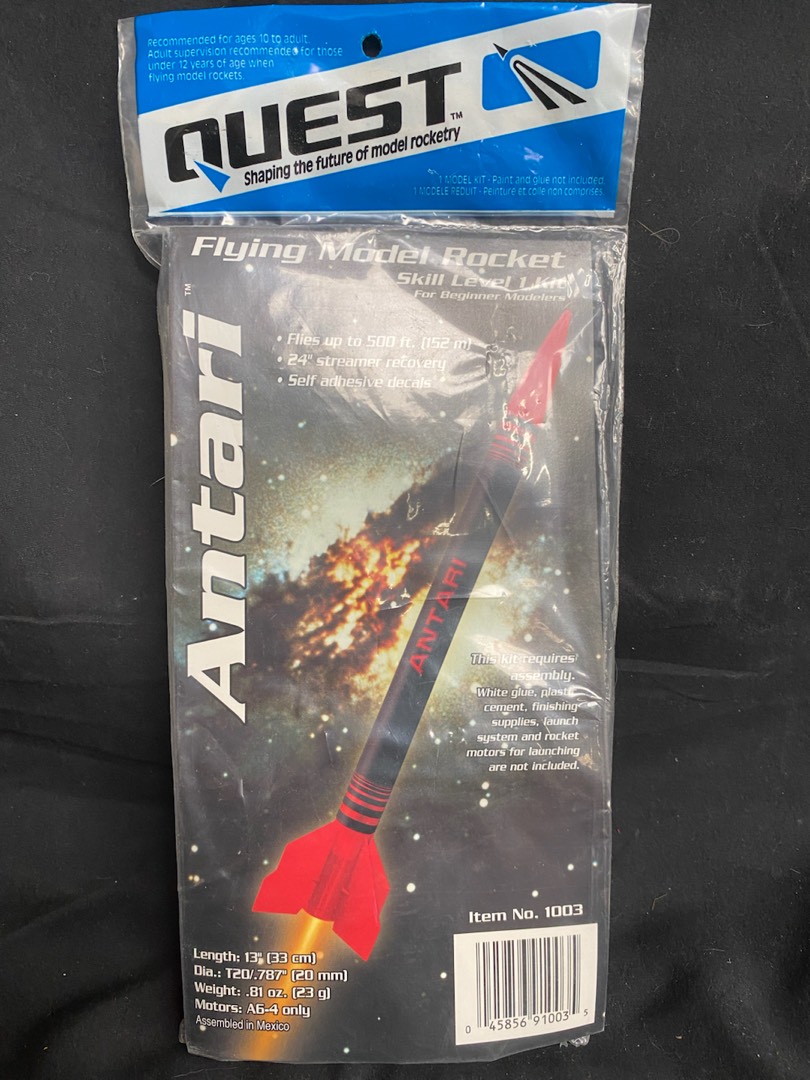 Recommended for ages 10 to adult.
Adult supervision recommended for those
under 12 years of age when
flying model rockets.
QUEST™
Shaping the future of model rocketry
1 MODEL KIT - Paint and glue not included.
1 MODELE REDUIT - Peinture et colle non comprises.
Flying Model Rocket
Skill Level 1 Kit
For Beginner Modelers
Antari™
• Flies up to 500 ft. (152 m)
• 24" streamer recovery
• Self adhesive decals
ANTARI
This kit requires
assembly.
White glue, plastic
cement, finishing
supplies, launch
system and rocket
motors for launching
are not included.
Item No. 1003
Length: 13" (33 cm)
Dia.: T20/.787" (20 mm)
Weight: .81 oz. (23 g)
Motors: A6-4 only
Assembled in Mexico
0 45856 91003 5